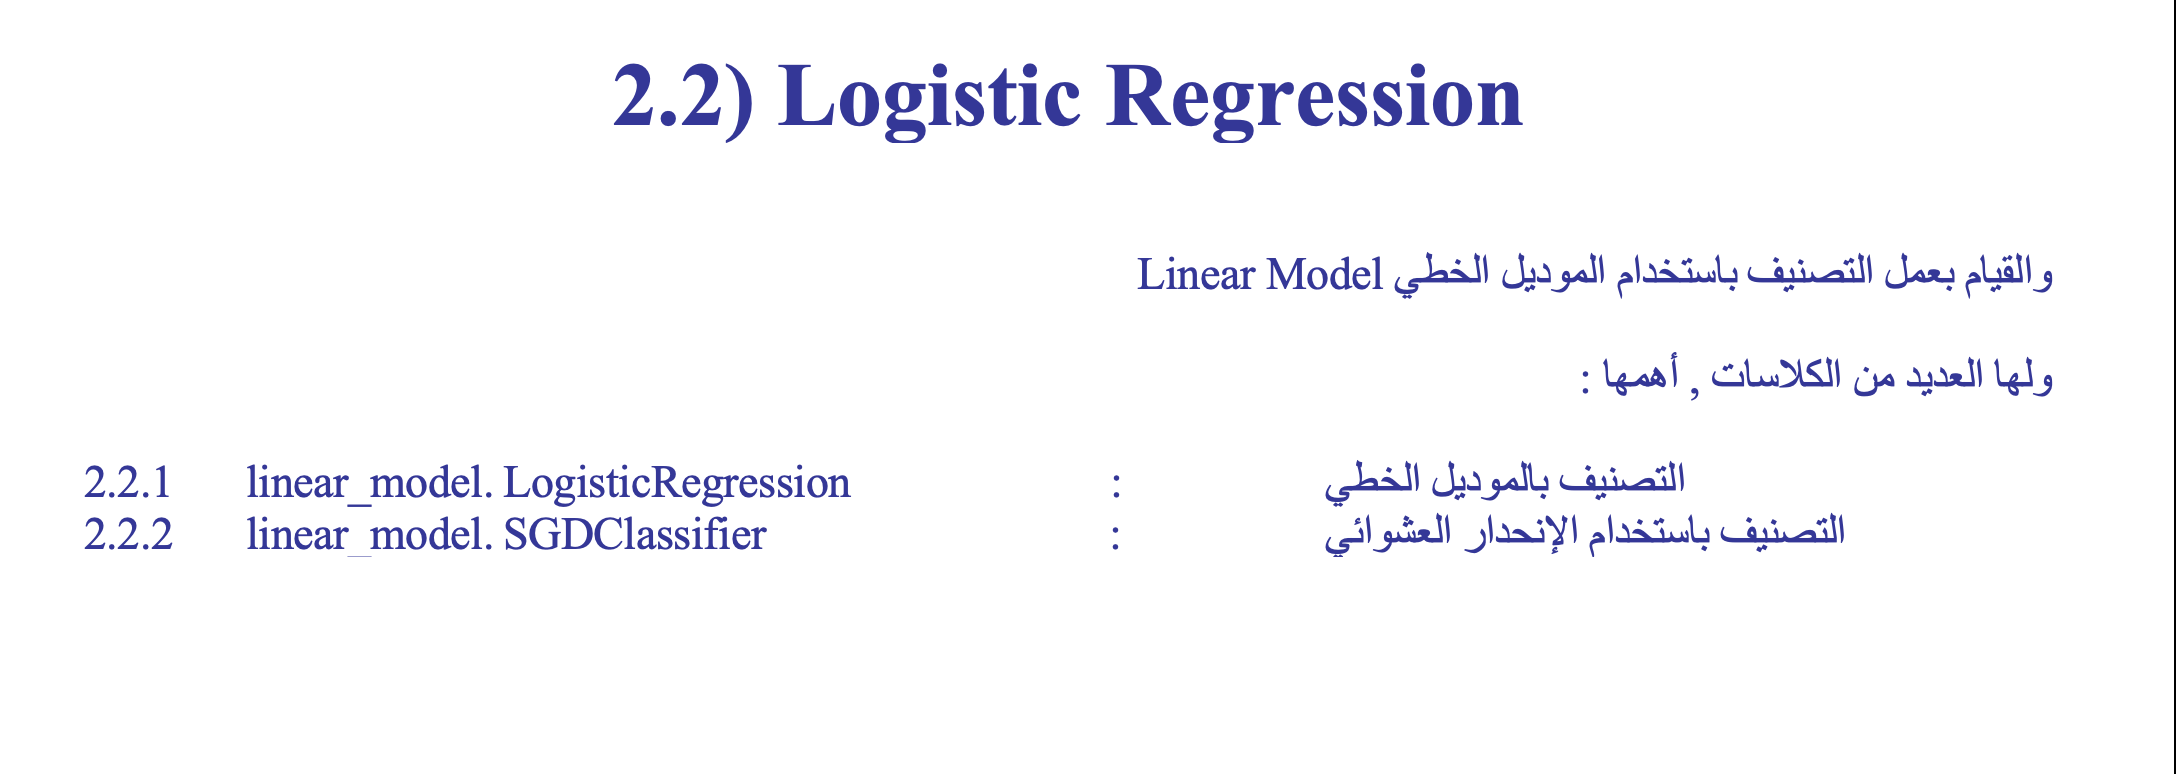 2.2) Logistic Regression
والقيام بعمل التصنيف باستخدام الموديل الخطي Linear Model
ولها العديد من الكلاسات , أهمها :
2.2.1 linear_model. LogisticRegression : التصنيف بالموديل الخطي
2.2.2 linear_model. SGDClassifier : التصنيف باستخدام الإنحدار العشوائي